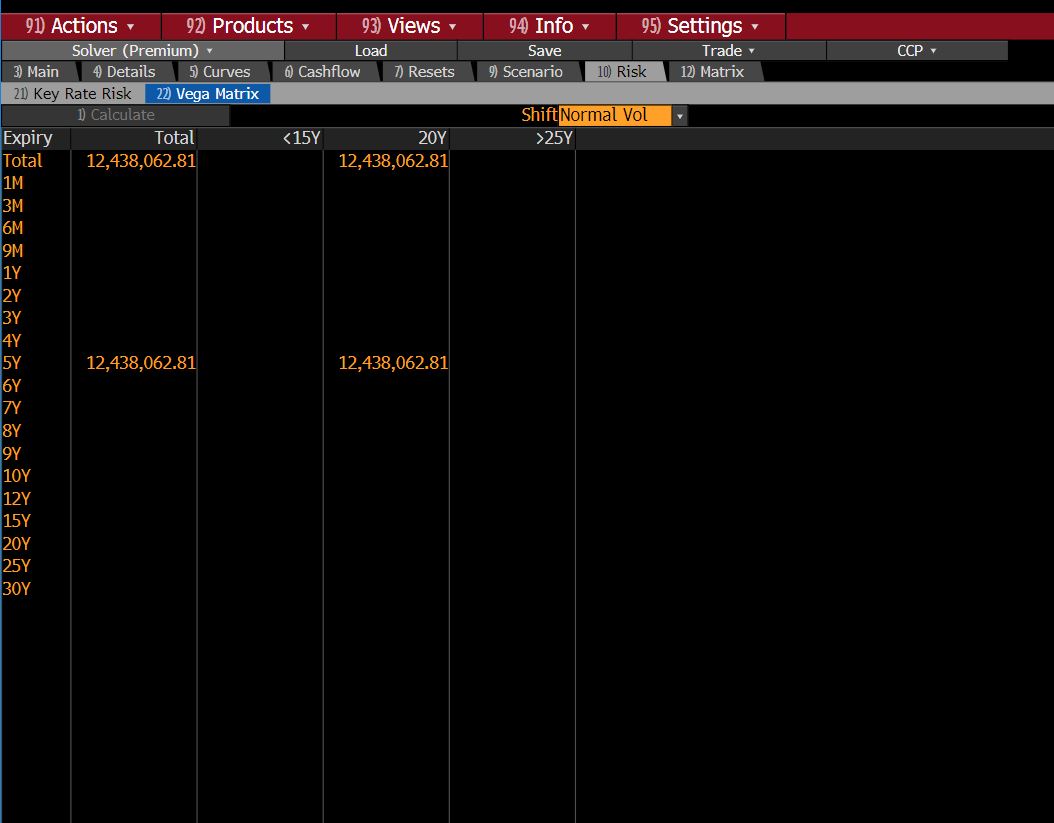 91) Actions 92) Products 93) Views 94) Info 95) Settings
Solver (Premium) Load Save Trade CCP
3) Main 4) Details 5) Curves 6) Cashflow 7) Resets 9) Scenario 10) Risk 12) Matrix
21) Key Rate Risk 22) Vega Matrix
1) Calculate Shift Normal Vol
Expiry Total <15Y 20Y >25Y
Total 12,438,062.81 12,438,062.81
1M
3M
6M
9M
1Y
2Y
3Y
4Y
5Y 12,438,062.81 12,438,062.81
6Y
7Y
8Y
9Y
10Y
12Y
15Y
20Y
25Y
30Y